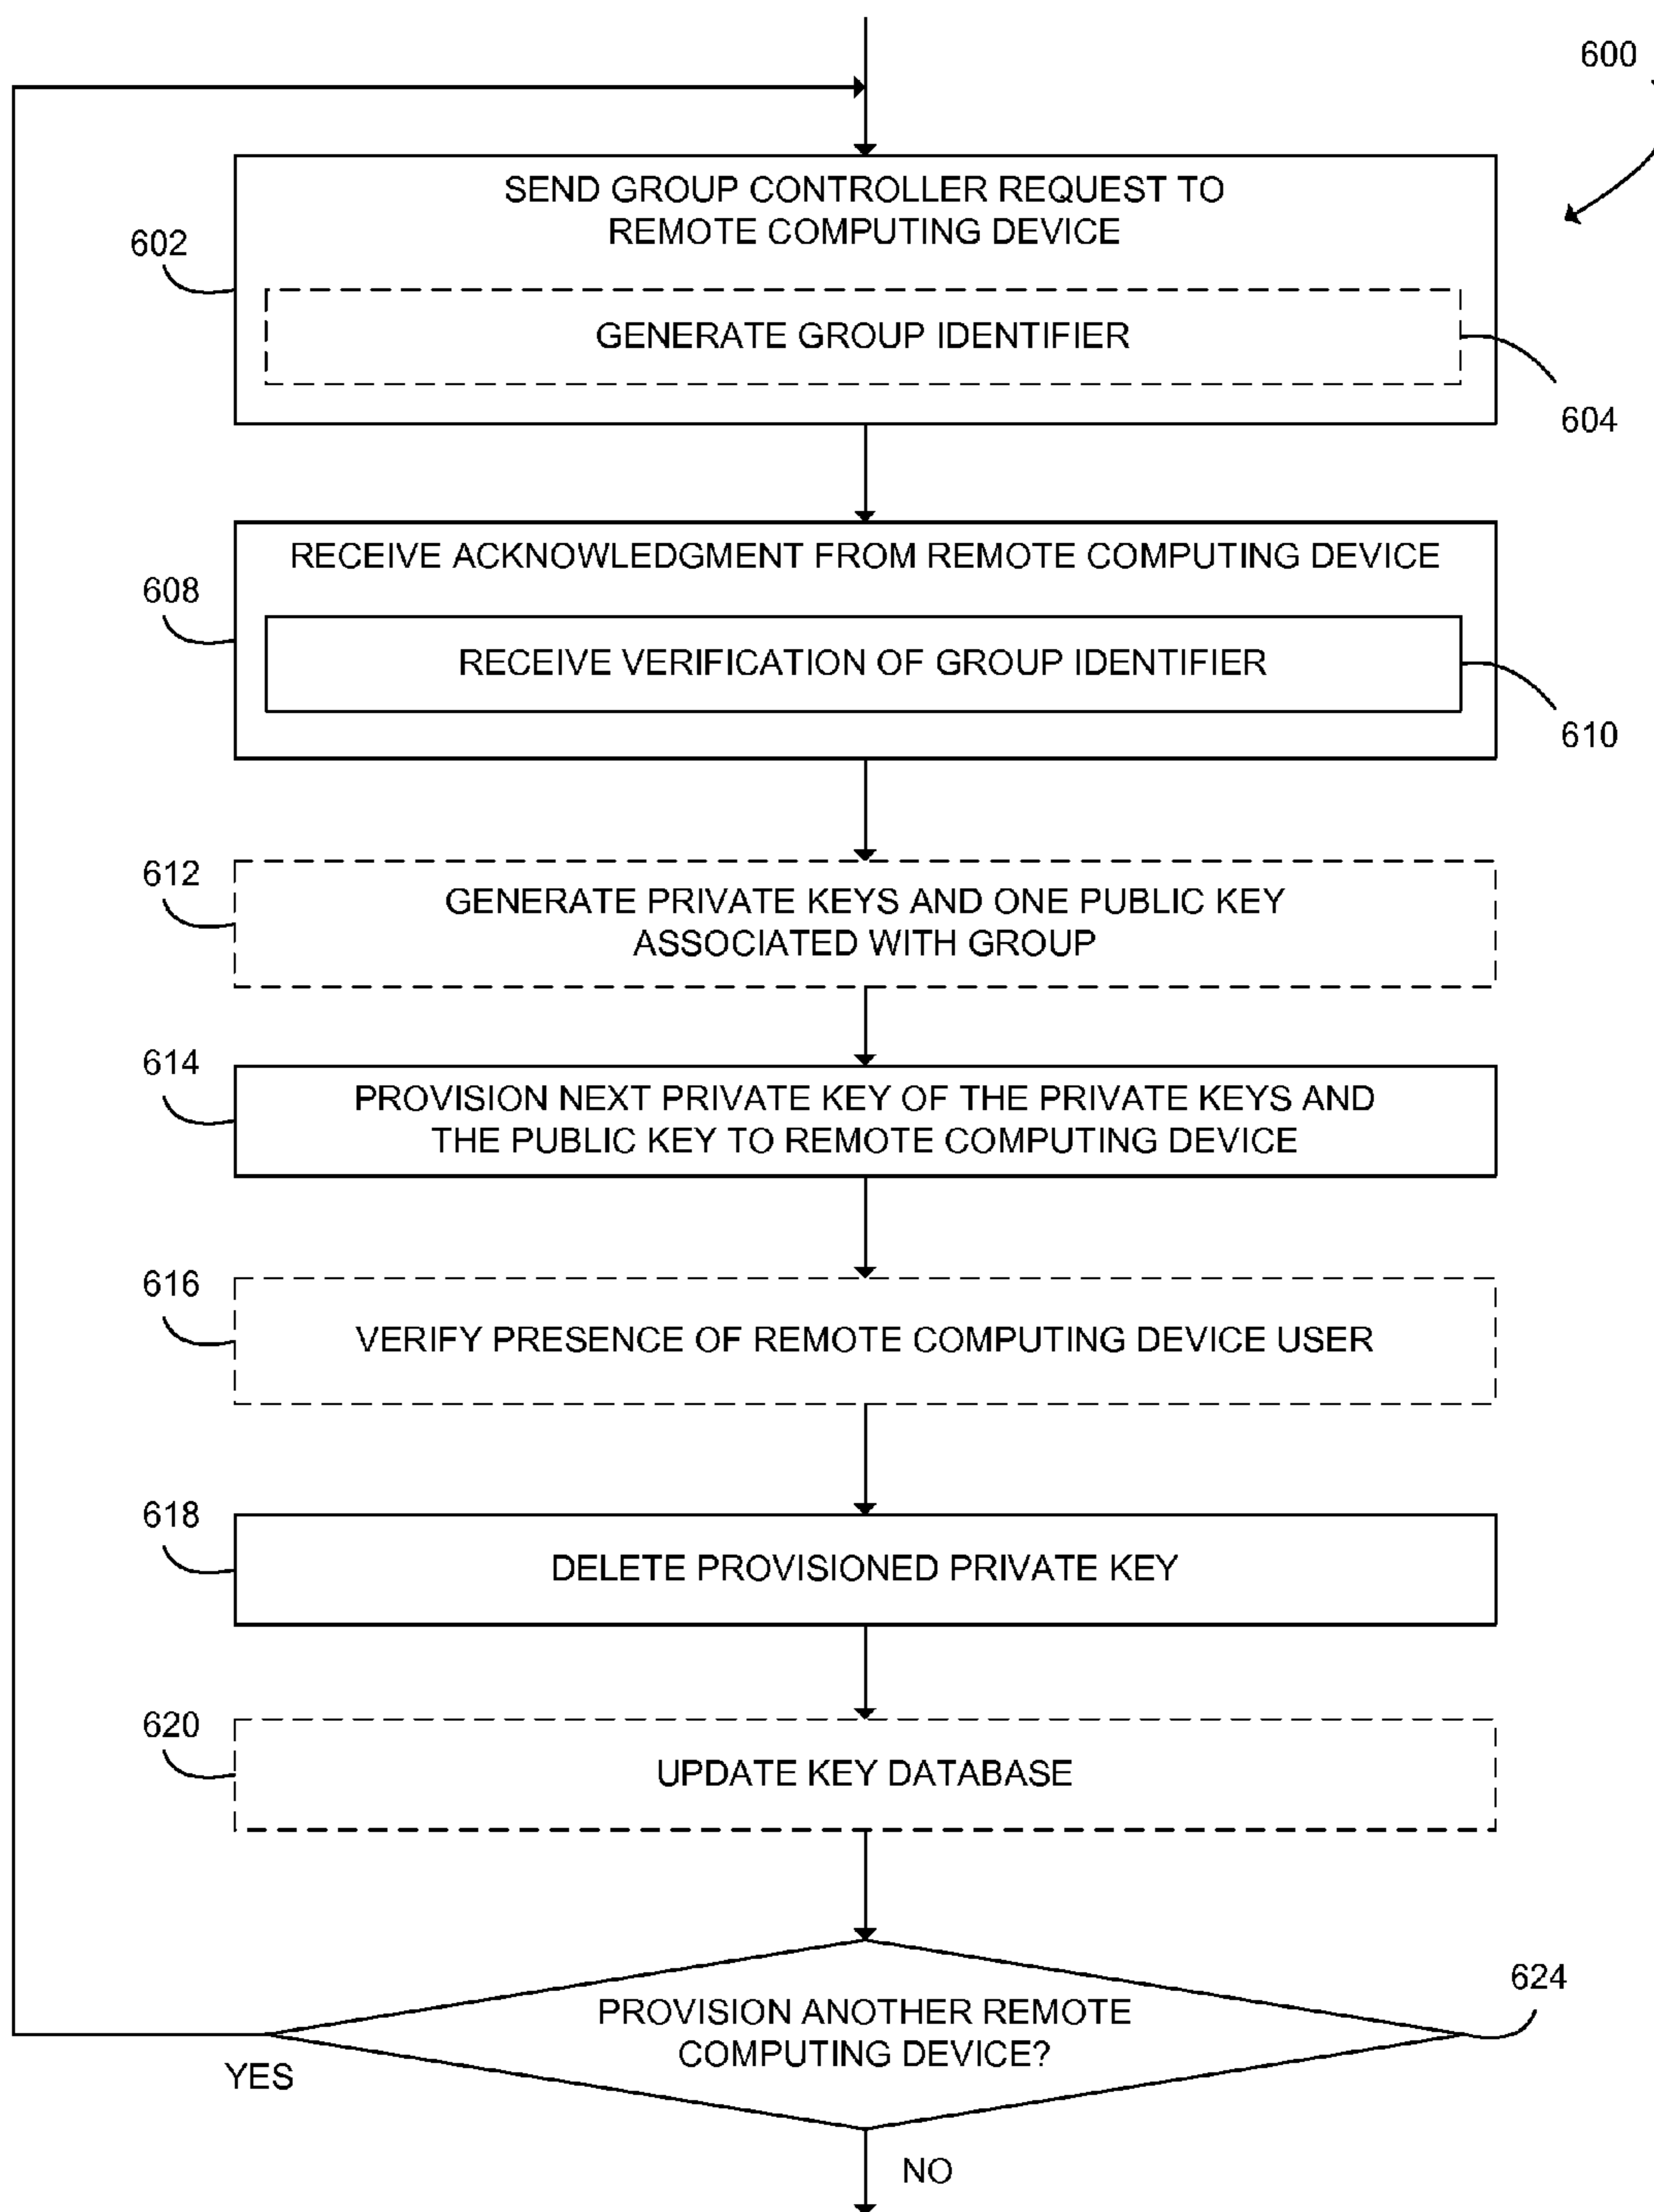 600
SEND GROUP CONTROLLER REQUEST TO
REMOTE COMPUTING DEVICE
602
GENERATE GROUP IDENTIFIER
604
RECEIVE ACKNOWLEDGMENT FROM REMOTE COMPUTING DEVICE
608
RECEIVE VERIFICATION OF GROUP IDENTIFIER
610
612
GENERATE PRIVATE KEYS AND ONE PUBLIC KEY
ASSOCIATED WITH GROUP
614
PROVISION NEXT PRIVATE KEY OF THE PRIVATE KEYS AND
THE PUBLIC KEY TO REMOTE COMPUTING DEVICE
616
VERIFY PRESENCE OF REMOTE COMPUTING DEVICE USER
618
DELETE PROVISIONED PRIVATE KEY
620
UPDATE KEY DATABASE
624
PROVISION ANOTHER REMOTE
COMPUTING DEVICE?
YES
NO